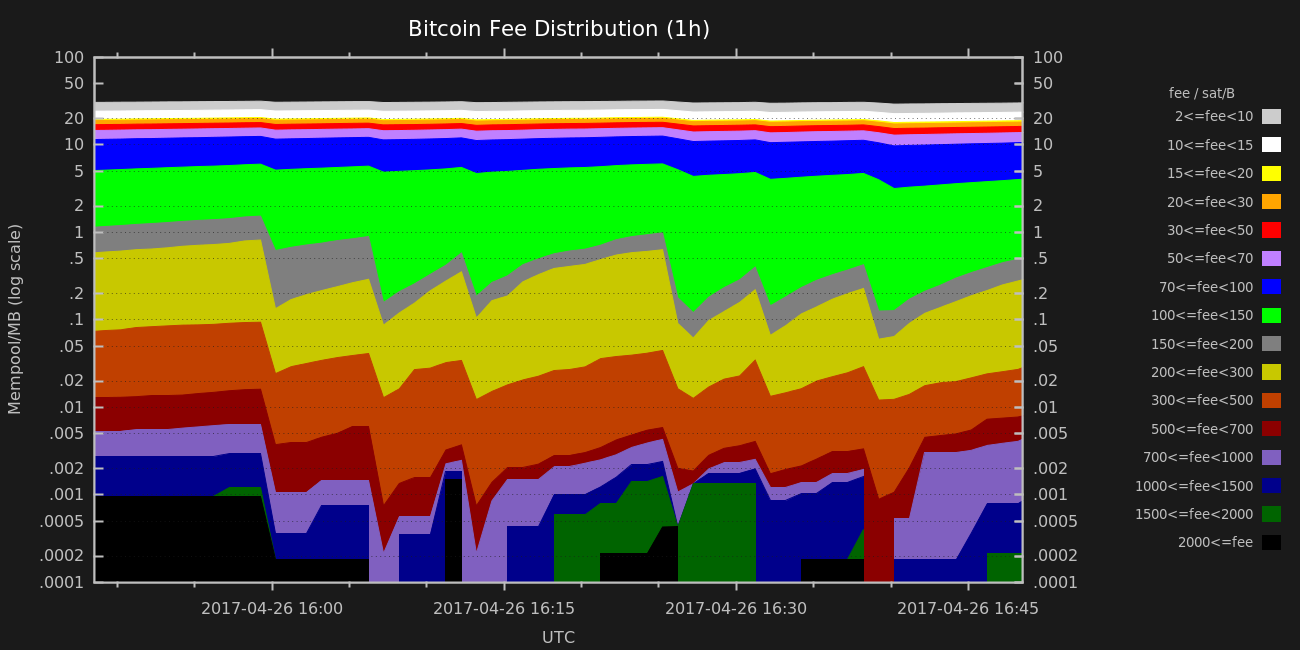 Bitcoin Fee Distribution (1h)
Mempool/MB (log scale)
100
50
20
10
5
2
1
.5
.2
.1
.05
.02
.01
.005
.002
.001
.0005
.0002
.0001
100
50
20
10
5
2
1
.5
.2
.1
.05
.02
.01
.005
.002
.001
.0005
.0002
.0001
2017-04-26 16:00
2017-04-26 16:15
2017-04-26 16:30
2017-04-26 16:45
UTC
fee / sat/B
2<=fee<10
10<=fee<15
15<=fee<20
20<=fee<30
30<=fee<50
50<=fee<70
70<=fee<100
100<=fee<150
150<=fee<200
200<=fee<300
300<=fee<500
500<=fee<700
700<=fee<1000
1000<=fee<1500
1500<=fee<2000
2000<=fee